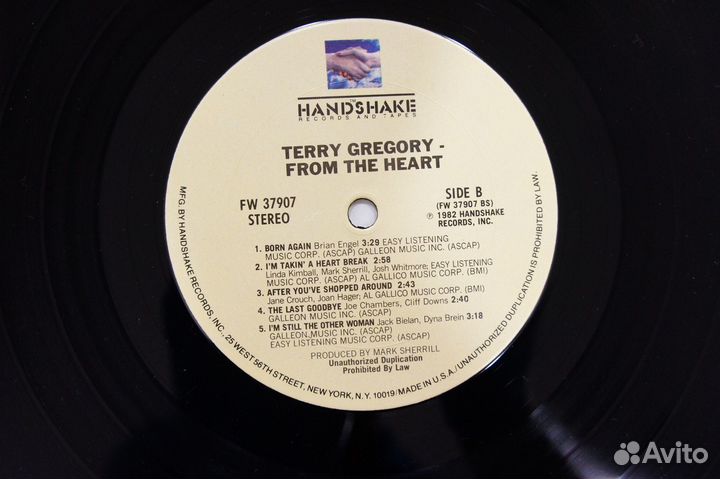 HANDSHAKE
RECORDS AND TAPES
TERRY GREGORY -
FROM THE HEART
FW 37907
STEREO
SIDE B
(FW 37907 BS)
℗ 1982 HANDSHAKE
RECORDS, INC.
1. BORN AGAIN Brian Engel 3:29 EASY LISTENING
MUSIC CORP. (ASCAP) GALLEON MUSIC INC. (ASCAP)
2. I'M TAKIN' A HEART BREAK 2:58
Linda Kimball, Mark Sherrill, Josh Whitmore; EASY LISTENING
MUSIC CORP. (ASCAP) AL GALLICO MUSIC CORP. (BMI)
3. AFTER YOU'VE SHOPPED AROUND 2:43
Jane Crouch, Joan Hager; AL GALLICO MUSIC CORP. (BMI)
4. THE LAST GOODBYE Joe Chambers, Cliff Downs 2:40
GALLEON MUSIC INC. (ASCAP)
5. I'M STILL THE OTHER WOMAN Jack Bielan, Dyna Brein 3:18
GALLEON,MUSIC INC. (ASCAP)
EASY LISTENING MUSIC CORP. (ASCAP)
PRODUCED BY MARK SHERRILL
Unauthorized Duplication
Prohibited By Law
MFG. BY HANDSHAKE RECORDS, INC., 25 WEST 56TH STREET, NEW YORK, N.Y. 10019/MADE IN U.S.A./UNAUTHORIZED DUPLICATION IS PROHIBITED BY LAW.
Avito